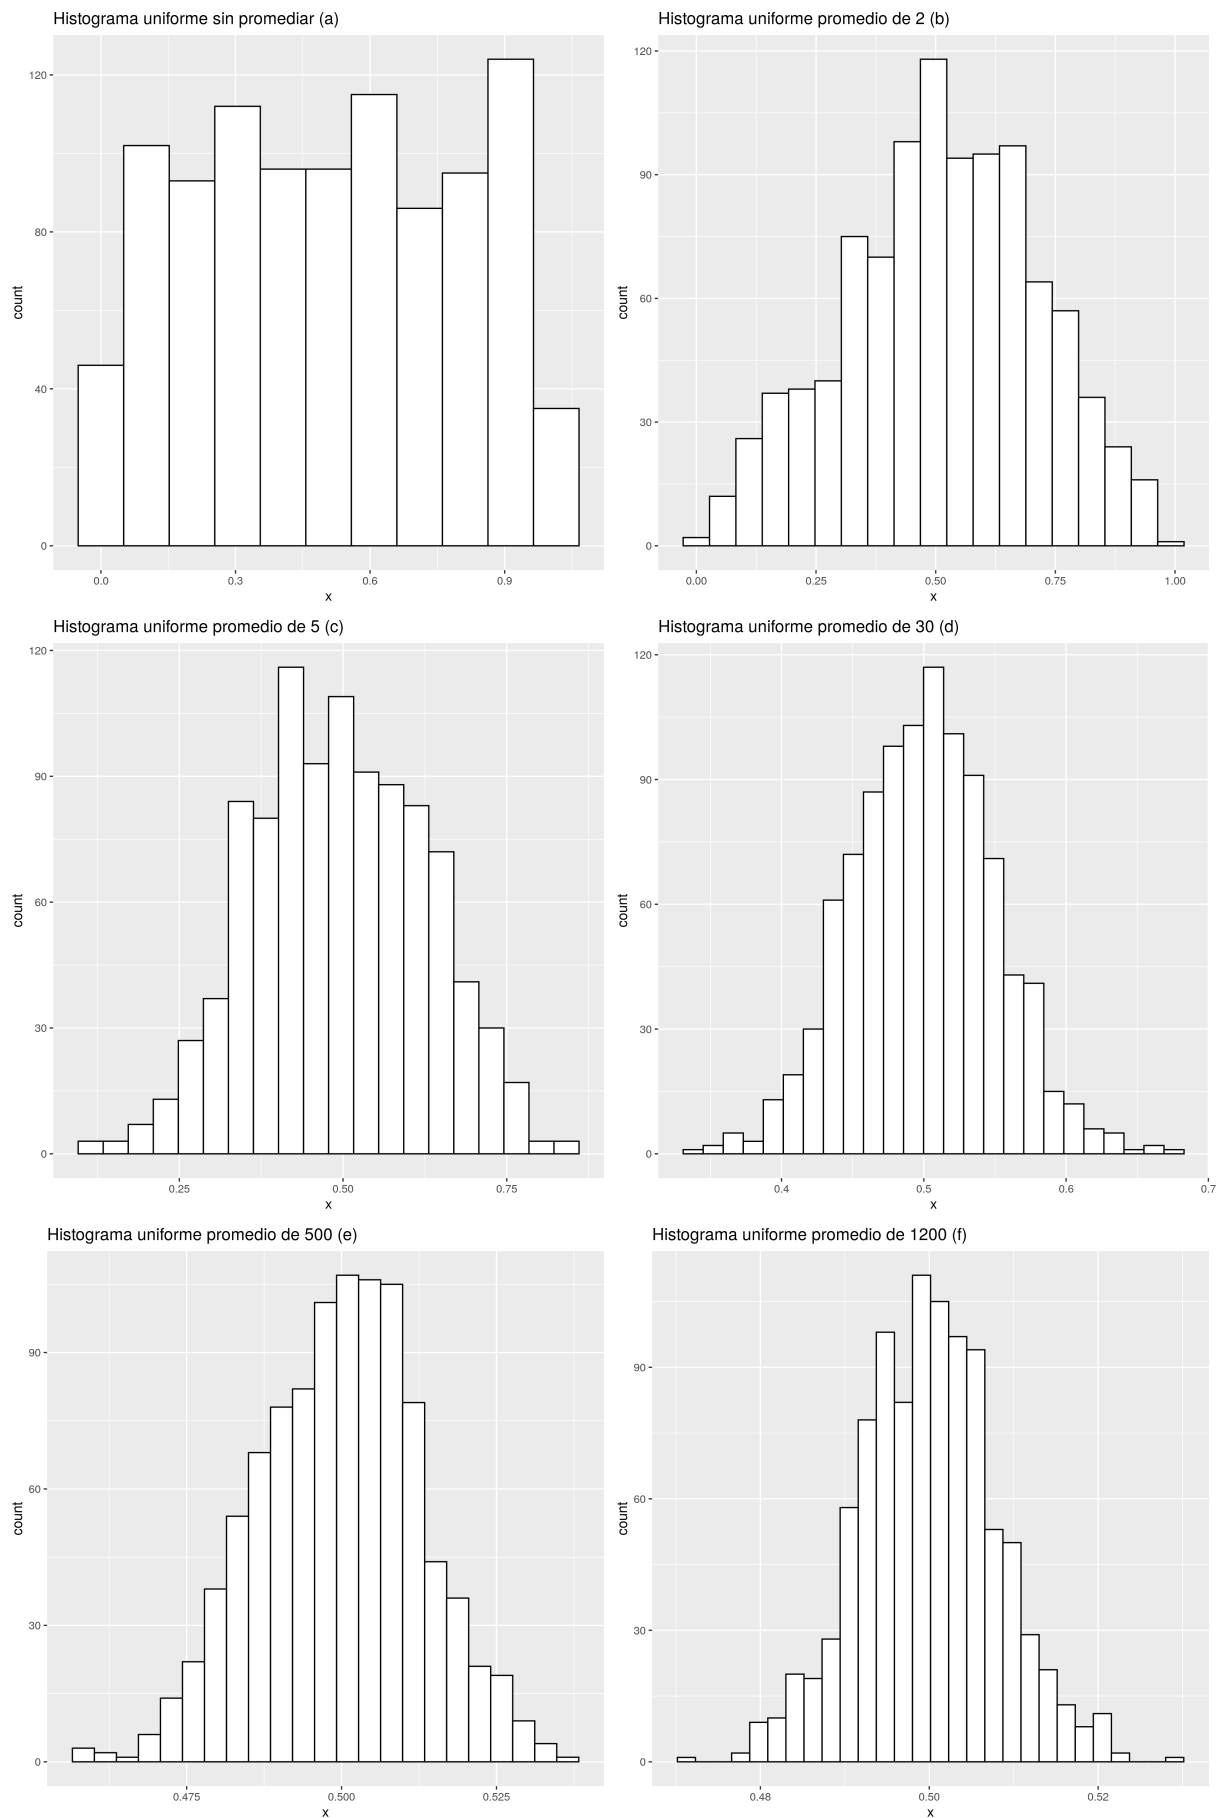 Histograma uniforme sin promediar (a)
120
80
40
0
count
0.0 0.3 0.6 0.9
x
Histograma uniforme promedio de 2 (b)
120
90
60
30
0
count
0.00 0.25 0.50 0.75 1.00
x
Histograma uniforme promedio de 5 (c)
120
90
60
30
0
count
0.25 0.50 0.75
x
Histograma uniforme promedio de 30 (d)
120
90
60
30
0
count
0.4 0.5 0.6 0.7
x
Histograma uniforme promedio de 500 (e)
90
60
30
0
count
0.475 0.500 0.525
x
Histograma uniforme promedio de 1200 (f)
90
60
30
0
count
0.48 0.50 0.52
x